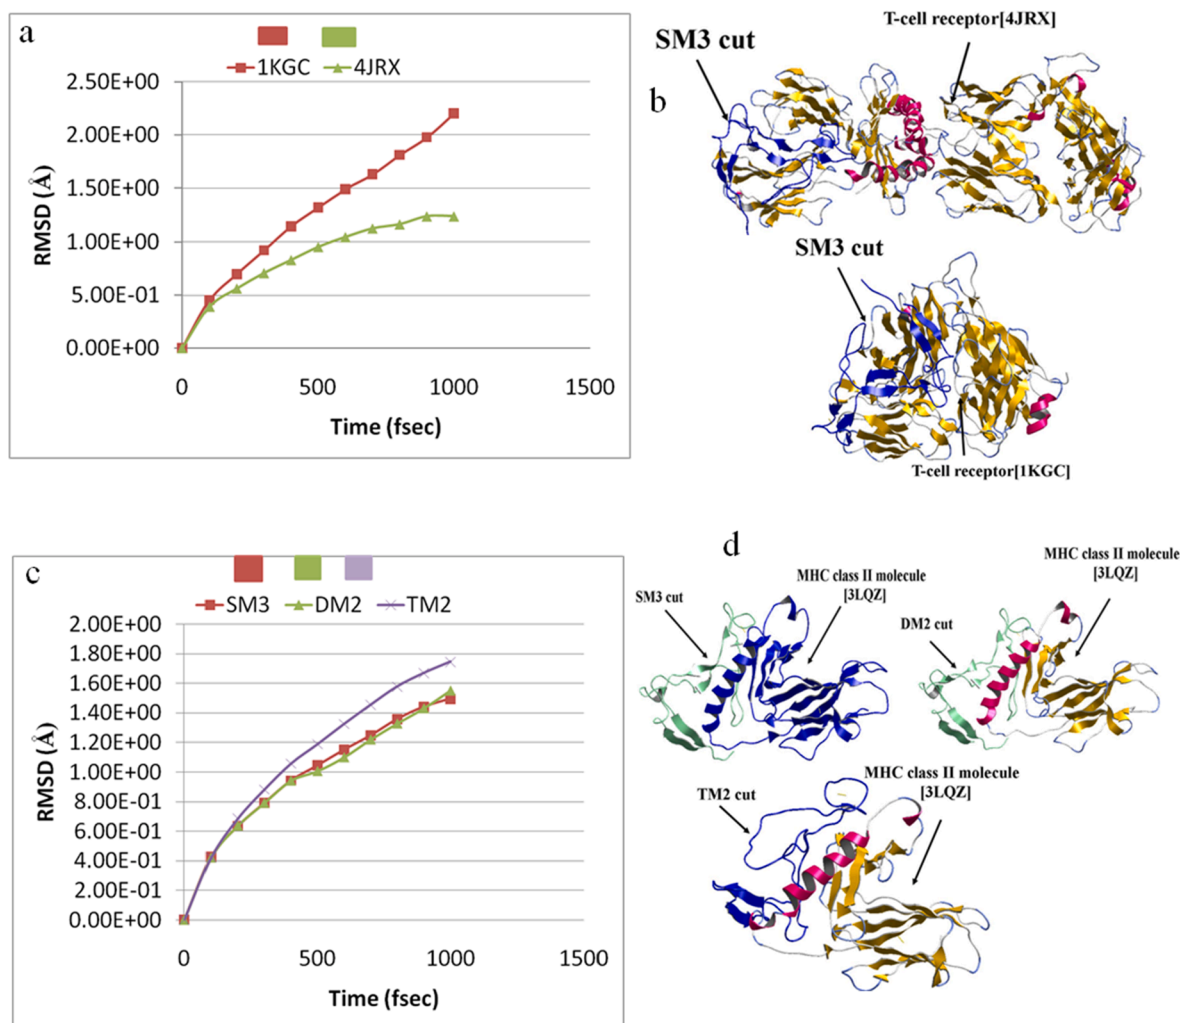 a
1KGC 4JRX
2.50E+00
2.00E+00
1.50E+00
1.00E+00
5.00E-01
0.00E+00
RMSD (Å)
0 500 1000 1500
Time (fsec)
b
T-cell receptor[4JRX]
SM3 cut
SM3 cut
T-cell receptor[1KGC]
c
SM3 DM2 TM2
2.00E+00
1.80E+00
1.60E+00
1.40E+00
1.20E+00
1.00E+00
8.00E-01
6.00E-01
4.00E-01
2.00E-01
0.00E+00
RMSD (Å)
0 500 1000 1500
Time (fsec)
d
SM3 cut
MHC class II molecule
[3LQZ]
DM2 cut
MHC class II molecule
[3LQZ]
TM2 cut
MHC class II molecule
[3LQZ]